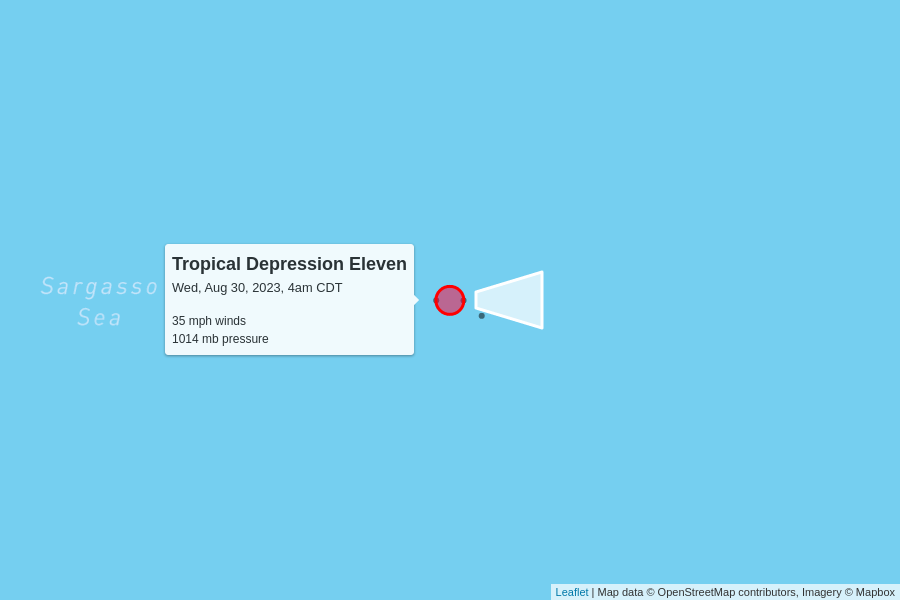 Sargasso
Sea
Tropical Depression Eleven
Wed, Aug 30, 2023, 4am CDT
35 mph winds
1014 mb pressure
Leaflet | Map data © OpenStreetMap contributors, Imagery © Mapbox